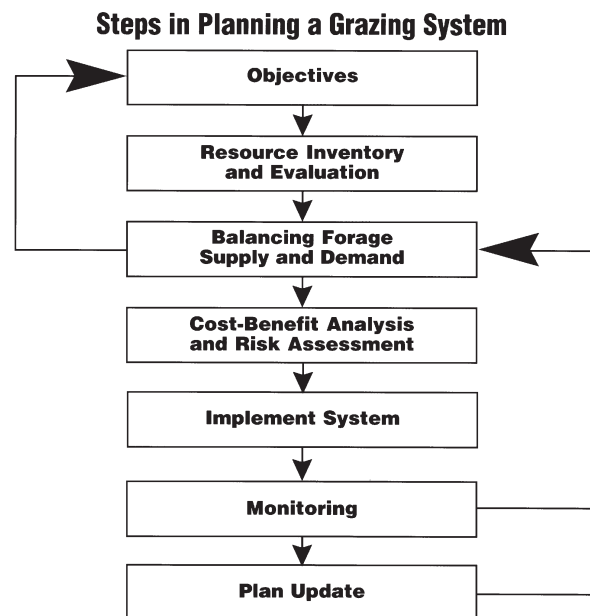 Steps in Planning a Grazing System
Objectives
Resource Inventory
and Evaluation
Balancing Forage
Supply and Demand
Cost-Benefit Analysis
and Risk Assessment
Implement System
Monitoring
Plan Update